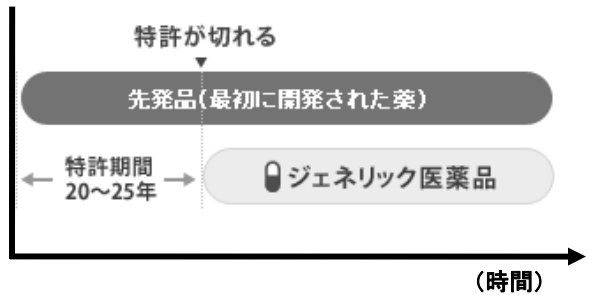 特許が切れる
先発品(最初に開発された薬)
特許期間
20～25年
ジェネリック医薬品
(時間)